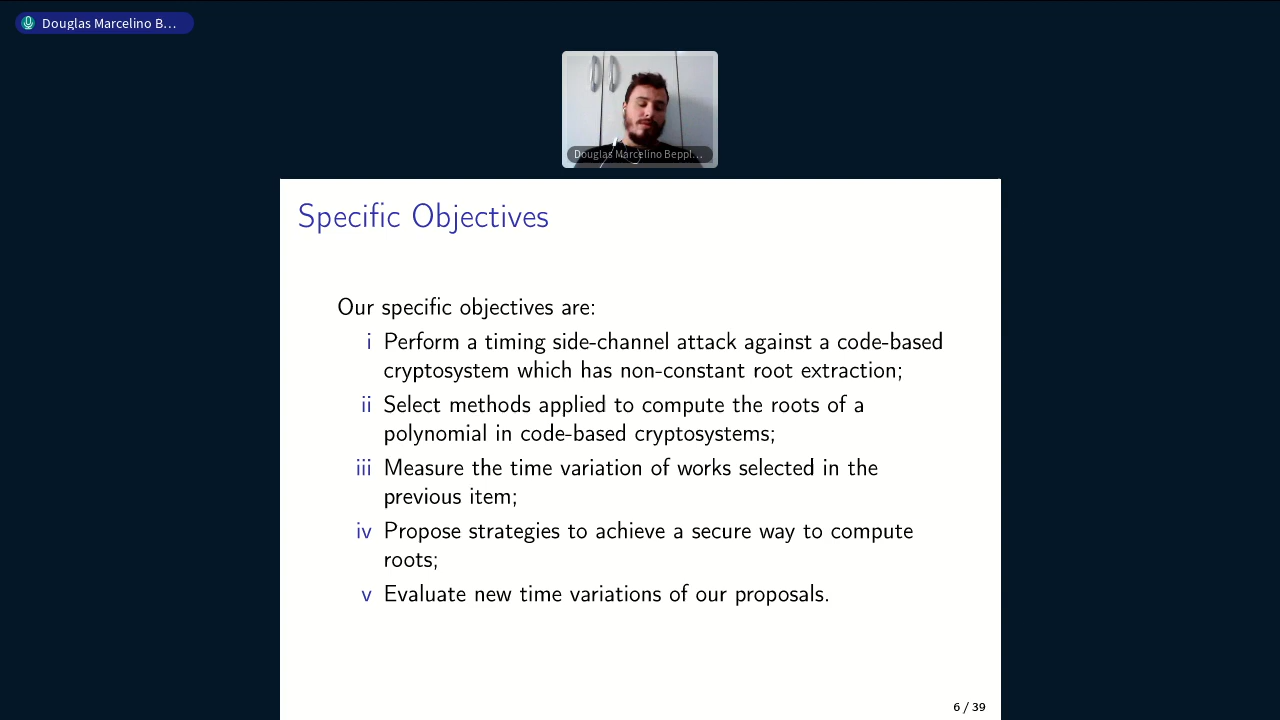 Douglas Marcelino B...
Douglas Marcelino Beppl...
Specific Objectives
Our specific objectives are:
i Perform a timing side-channel attack against a code-based
cryptosystem which has non-constant root extraction;
ii Select methods applied to compute the roots of a
polynomial in code-based cryptosystems;
iii Measure the time variation of works selected in the
previous item;
iv Propose strategies to achieve a secure way to compute
roots;
v Evaluate new time variations of our proposals.
6 / 39